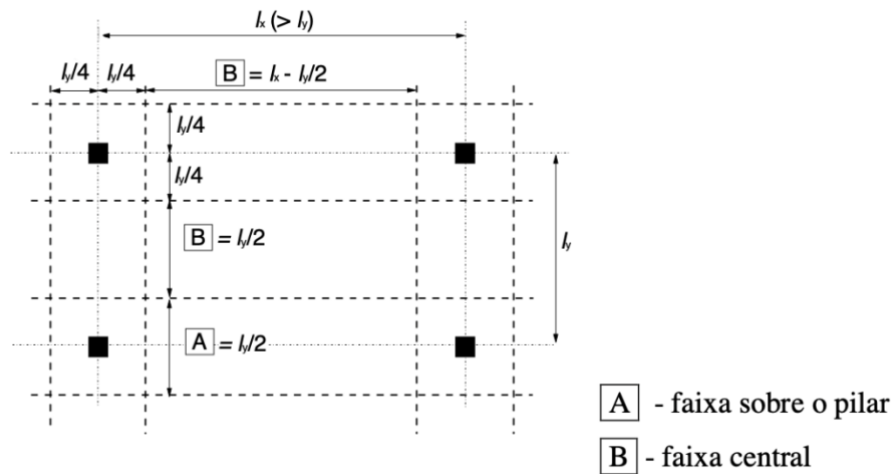 lx (> ly)
ly/4 ly/4 B = lx - ly/2
ly/4
ly/4
B = ly/2
ly
A = ly/2
A - faixa sobre o pilar
B - faixa central